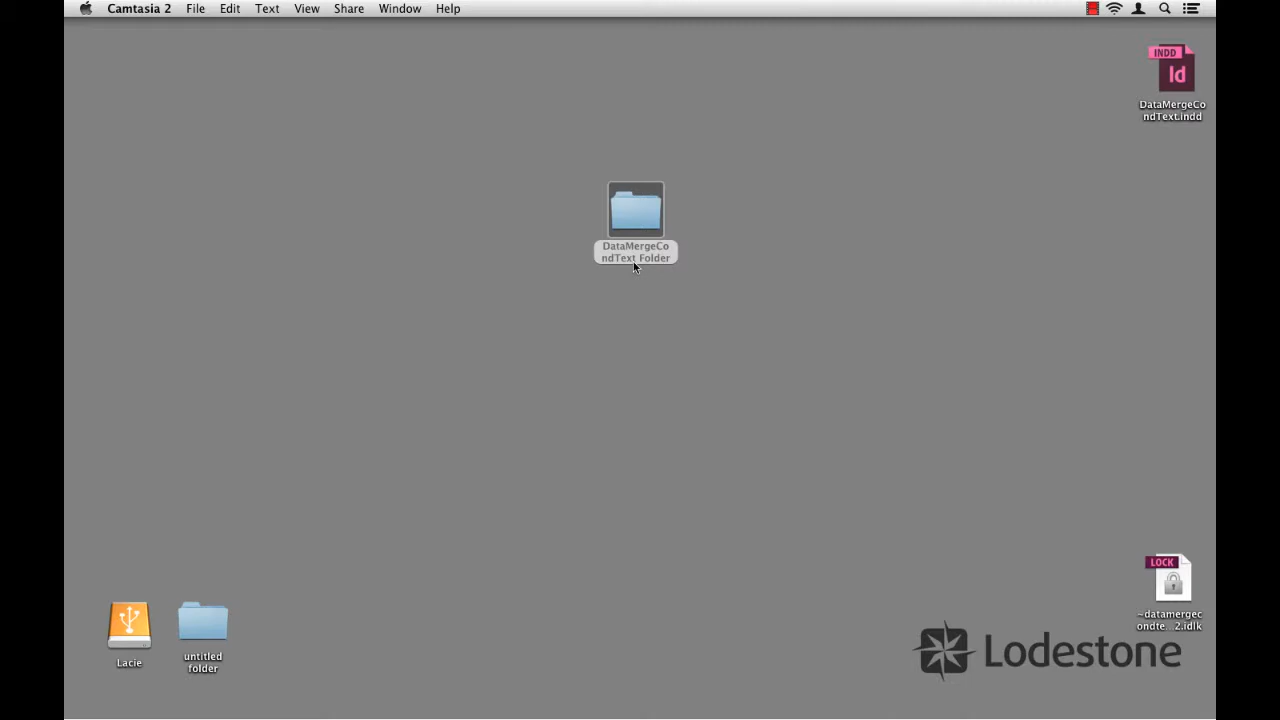 Camtasia 2 File Edit Text View Share Window Help
INDD
Id
DataMergeCo
ndText.indd
DataMergeCo
ndText Folder
LOCK
~datamergec
ondte...2.idlk
Lacie
untitled
folder
Lodestone